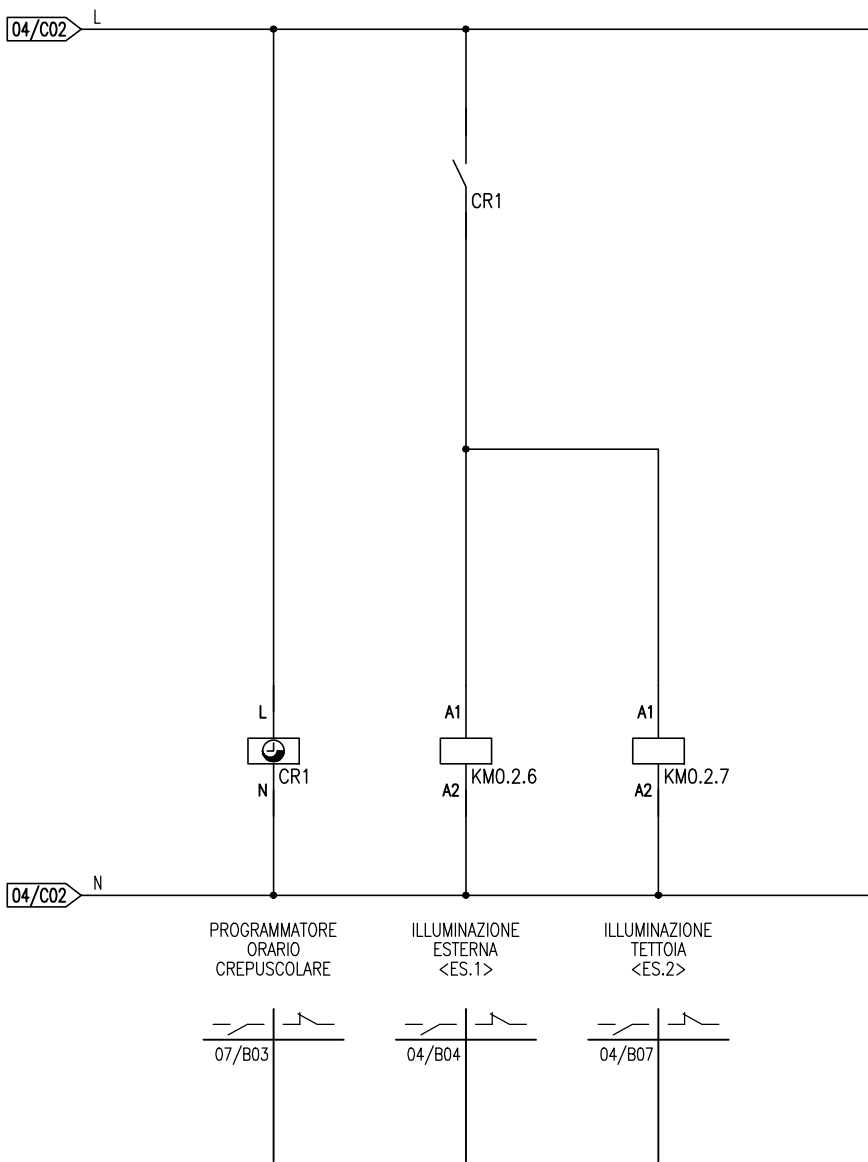 04/C02 L
CR1
L A1 A1
CR1 KM0.2.6 KM0.2.7
N A2 A2
04/C02 N
PROGRAMMATORE
ORARIO
CREPUSCOLARE
ILLUMINAZIONE
ESTERNA
<ES.1>
ILLUMINAZIONE
TETTOIA
<ES.2>
07/B03 04/B04 04/B07